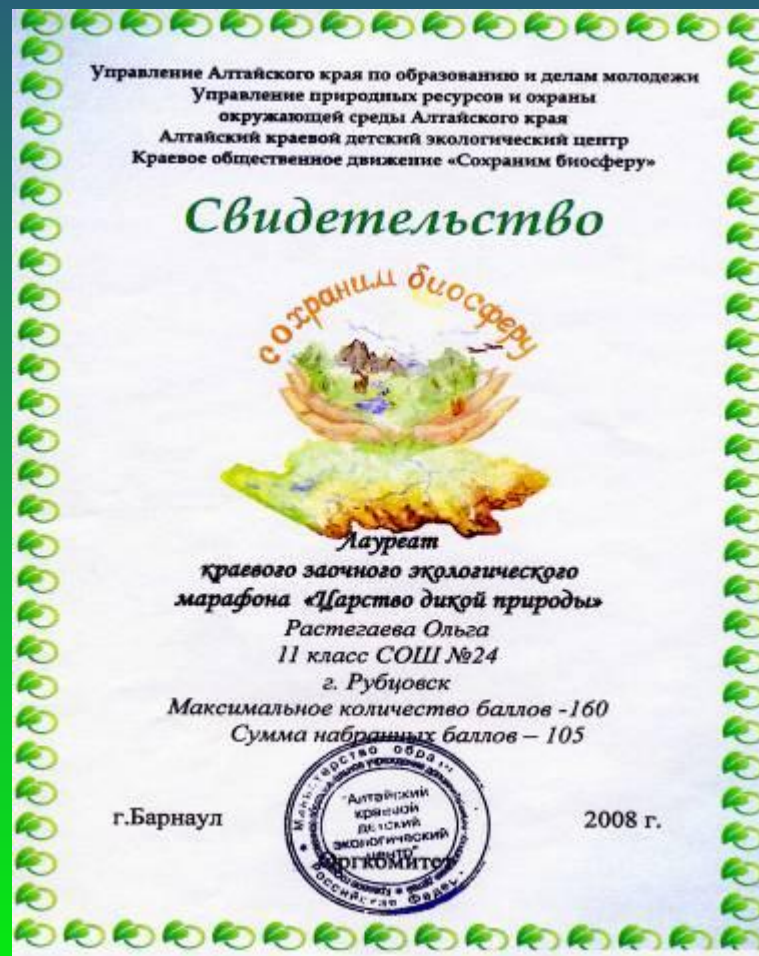 Управление Алтайского края по образованию и делам молодежи
Управление природных ресурсов и охраны
окружающей среды Алтайского края
Алтайский краевой детский экологический центр
Краевое общественное движение «Сохраним биосферу»
Свидетельство
сохраним биосферу
Лауреат
краевого заочного экологического
марафона «Царство дикой природы»
Растегаева Ольга
11 класс СОШ №24
г. Рубцовск
Максимальное количество баллов -160
Сумма набранных баллов – 105
г.Барнаул
2008 г.
"Алтайский
краевой
детский
экологический
центр"
Оргкомитет